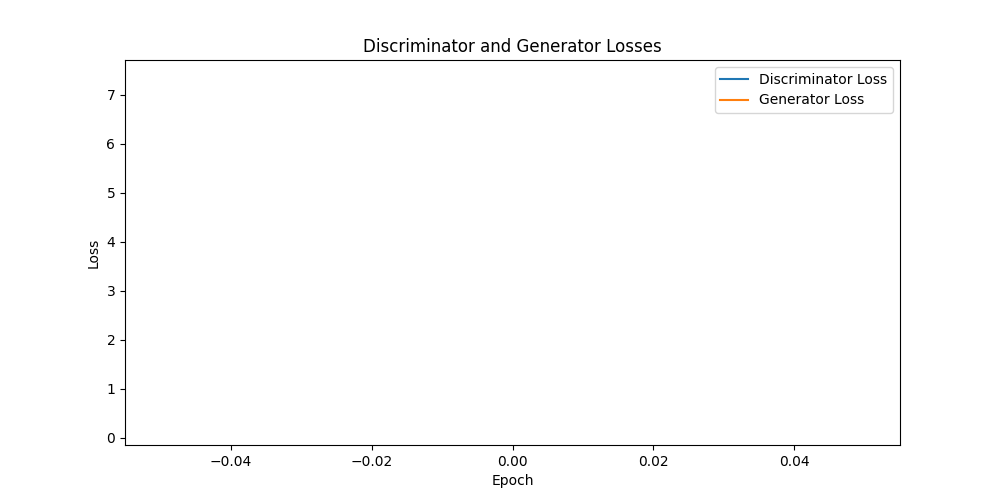 Discriminator and Generator Losses
Discriminator Loss
Generator Loss
7
6
5
4
3
2
1
0
Loss
−0.04 −0.02 0.00 0.02 0.04
Epoch